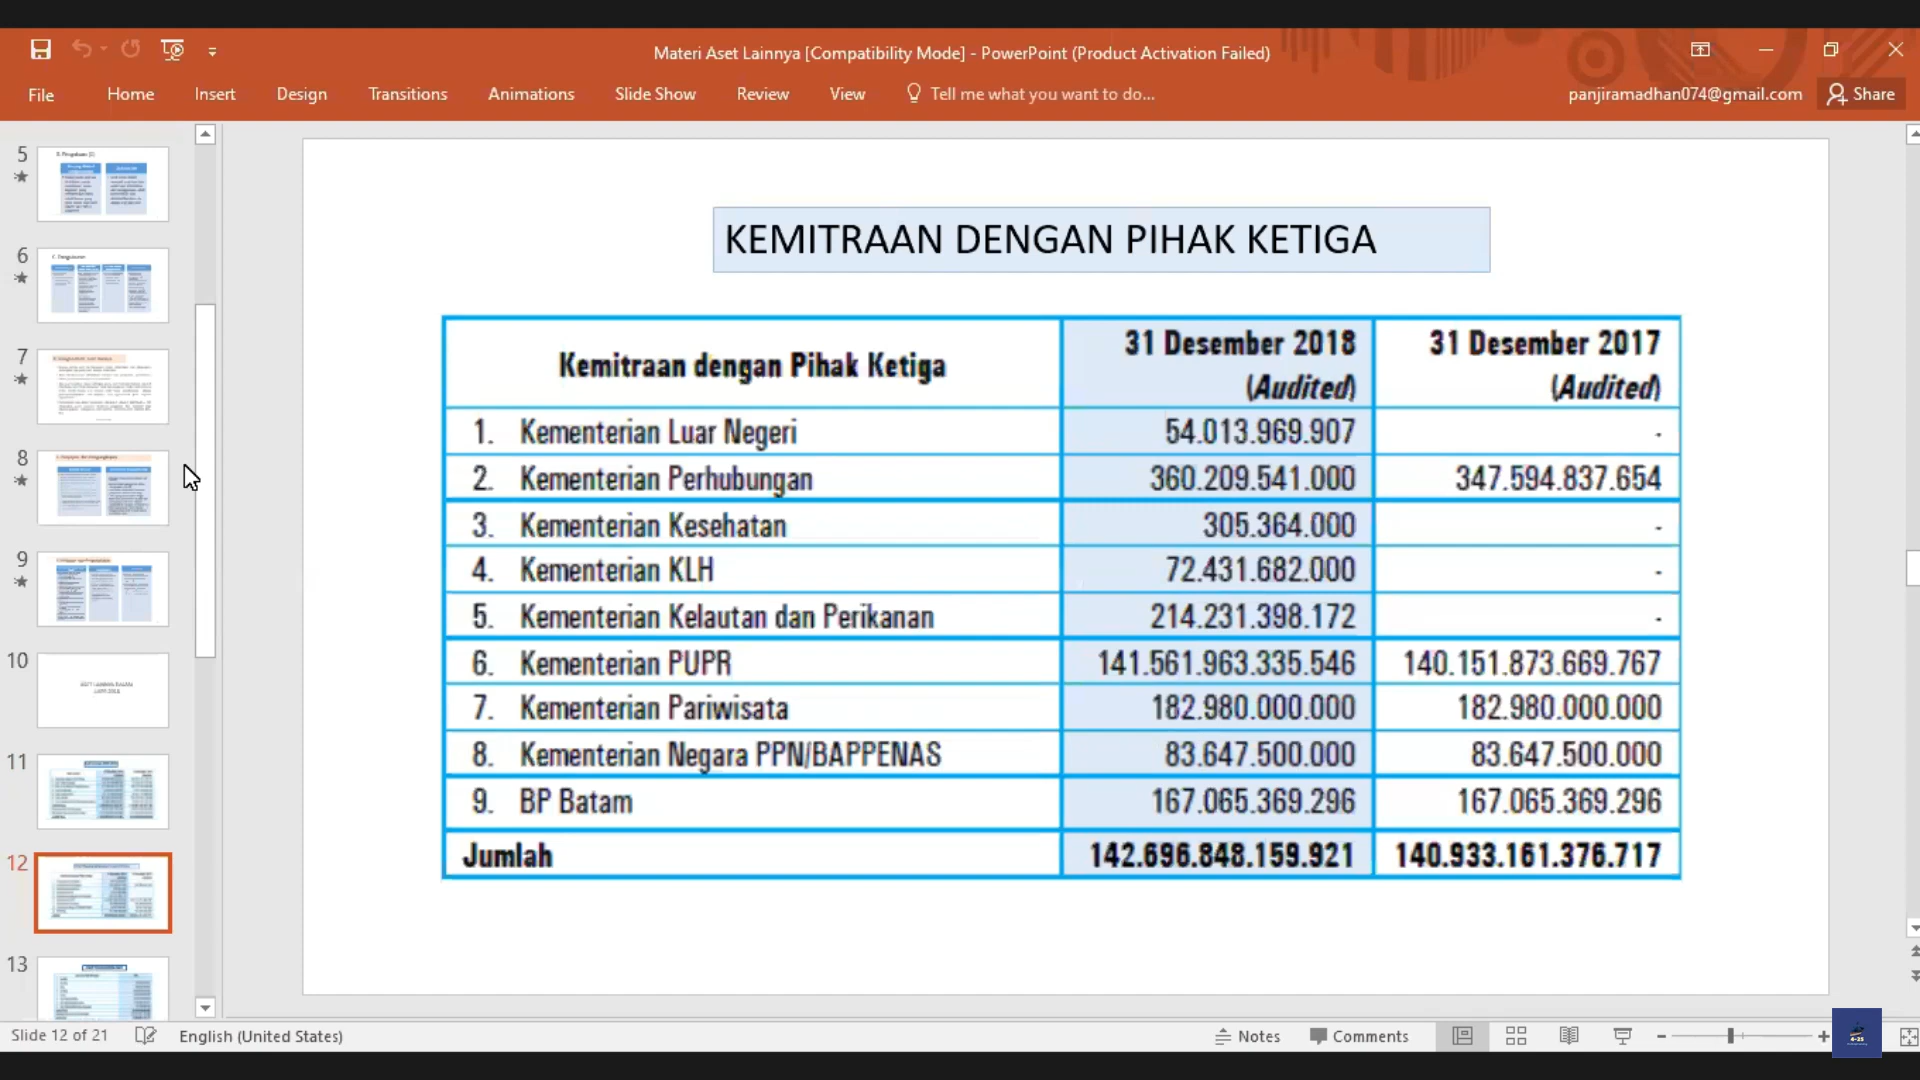 Materi Aset Lainnya [Compatibility Mode] - PowerPoint (Product Activation Failed)
File Home Insert Design Transitions Animations Slide Show Review View Tell me what you want to do... panjiramadhan074@gmail.com Share
5
6
7
8
9
10
11
12
13
KEMITRAAN DENGAN PIHAK KETIGA
Kemitraan dengan Pihak Ketiga 31 Desember 2018 (Audited) 31 Desember 2017 (Audited)
1. Kementerian Luar Negeri 54.013.969.907 -
2. Kementerian Perhubungan 360.209.541.000 347.594.837.654
3. Kementerian Kesehatan 305.364.000 -
4. Kementerian KLH 72.431.682.000 -
5. Kementerian Kelautan dan Perikanan 214.231.398.172 -
6. Kementerian PUPR 141.561.963.335.546 140.151.873.669.767
7. Kementerian Pariwisata 182.980.000.000 182.980.000.000
8. Kementerian Negara PPN/BAPPENAS 83.647.500.000 83.647.500.000
9. BP Batam 167.065.369.296 167.065.369.296
Jumlah 142.696.848.159.921 140.933.161.376.717
Slide 12 of 21 English (United States) Notes Comments
4-25